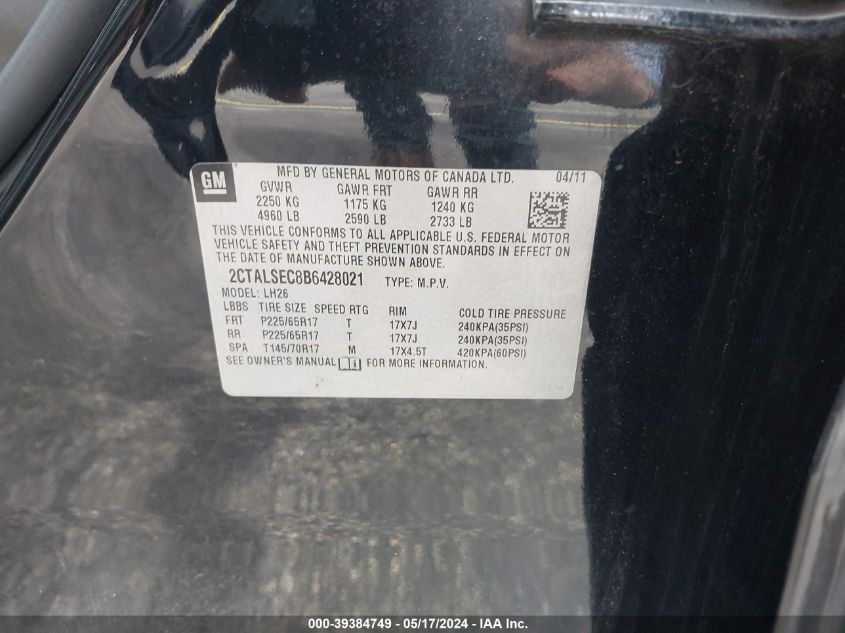 GM
MFD BY GENERAL MOTORS OF CANADA LTD. 04/11
GVWR GAWR FRT GAWR RR
2250 KG 1175 KG 1240 KG
4960 LB 2590 LB 2733 LB
THIS VEHICLE CONFORMS TO ALL APPLICABLE U.S. FEDERAL MOTOR
VEHICLE SAFETY AND THEFT PREVENTION STANDARDS IN EFFECT ON
THE DATE OF MANUFACTURE SHOWN ABOVE.
2CTALSEC8B6428021 TYPE: M.P.V.
MODEL: LH26
LBBS TIRE SIZE SPEED RTG RIM COLD TIRE PRESSURE
FRT P225/65R17 T 17X7J 240KPA(35PSI)
RR P225/65R17 T 17X7J 240KPA(35PSI)
SPA T145/70R17 M 17X4.5T 420KPA(60PSI)
SEE OWNER'S MANUAL FOR MORE INFORMATION.
000-39384749 - 05/17/2024 - IAA Inc.